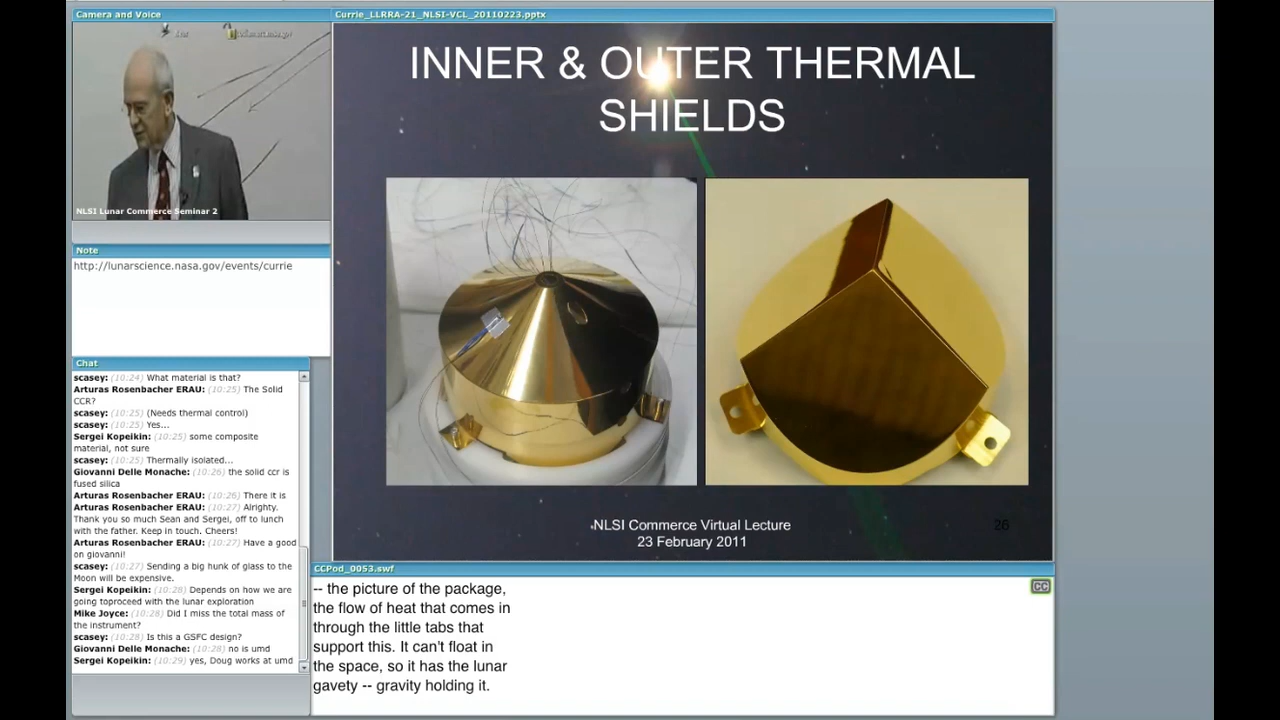 Camera and Voice
NLSI Lunar Commerce Seminar 2
Note
http://lunarscience.nasa.gov/events/currie
Chat
scasey: (10:24) What material is that?
Arturas Rosenbacher ERAU: (10:25) The Solid
CCR?
scasey: (10:25) (Needs thermal control)
scasey: (10:25) Yes...
Sergei Kopeikin: (10:25) some composite
material, not sure
scasey: (10:25) Thermally isolated...
Giovanni Delle Monache: (10:26) the solid ccr is
fused silica
Arturas Rosenbacher ERAU: (10:26) There it is
Arturas Rosenbacher ERAU: (10:27) Alrighty.
Thank you so much Sean and Sergei, off to lunch
with the father. Keep in touch. Cheers!
Arturas Rosenbacher ERAU: (10:27) Have a good
on giovanni!
scasey: (10:27) Sending a big hunk of glass to the
Moon will be expensive.
Sergei Kopeikin: (10:28) Depends on how we are
going toproceed with the lunar exploration
Mike Joyce: (10:28) Did I miss the total mass of
the instrument?
scasey: (10:28) Is this a GSFC design?
Giovanni Delle Monache: (10:28) no is umd
Sergei Kopeikin: (10:29) yes, Doug works at umd
Currie_LLRRA-21_NLSI-VCL_20110223.pptx
INNER & OUTER THERMAL
SHIELDS
NLSI Commerce Virtual Lecture
23 February 2011
26
CCPod_0053.swf
CC
-- the picture of the package,
the flow of heat that comes in
through the little tabs that
support this. It can't float in
the space, so it has the lunar
gavety -- gravity holding it.